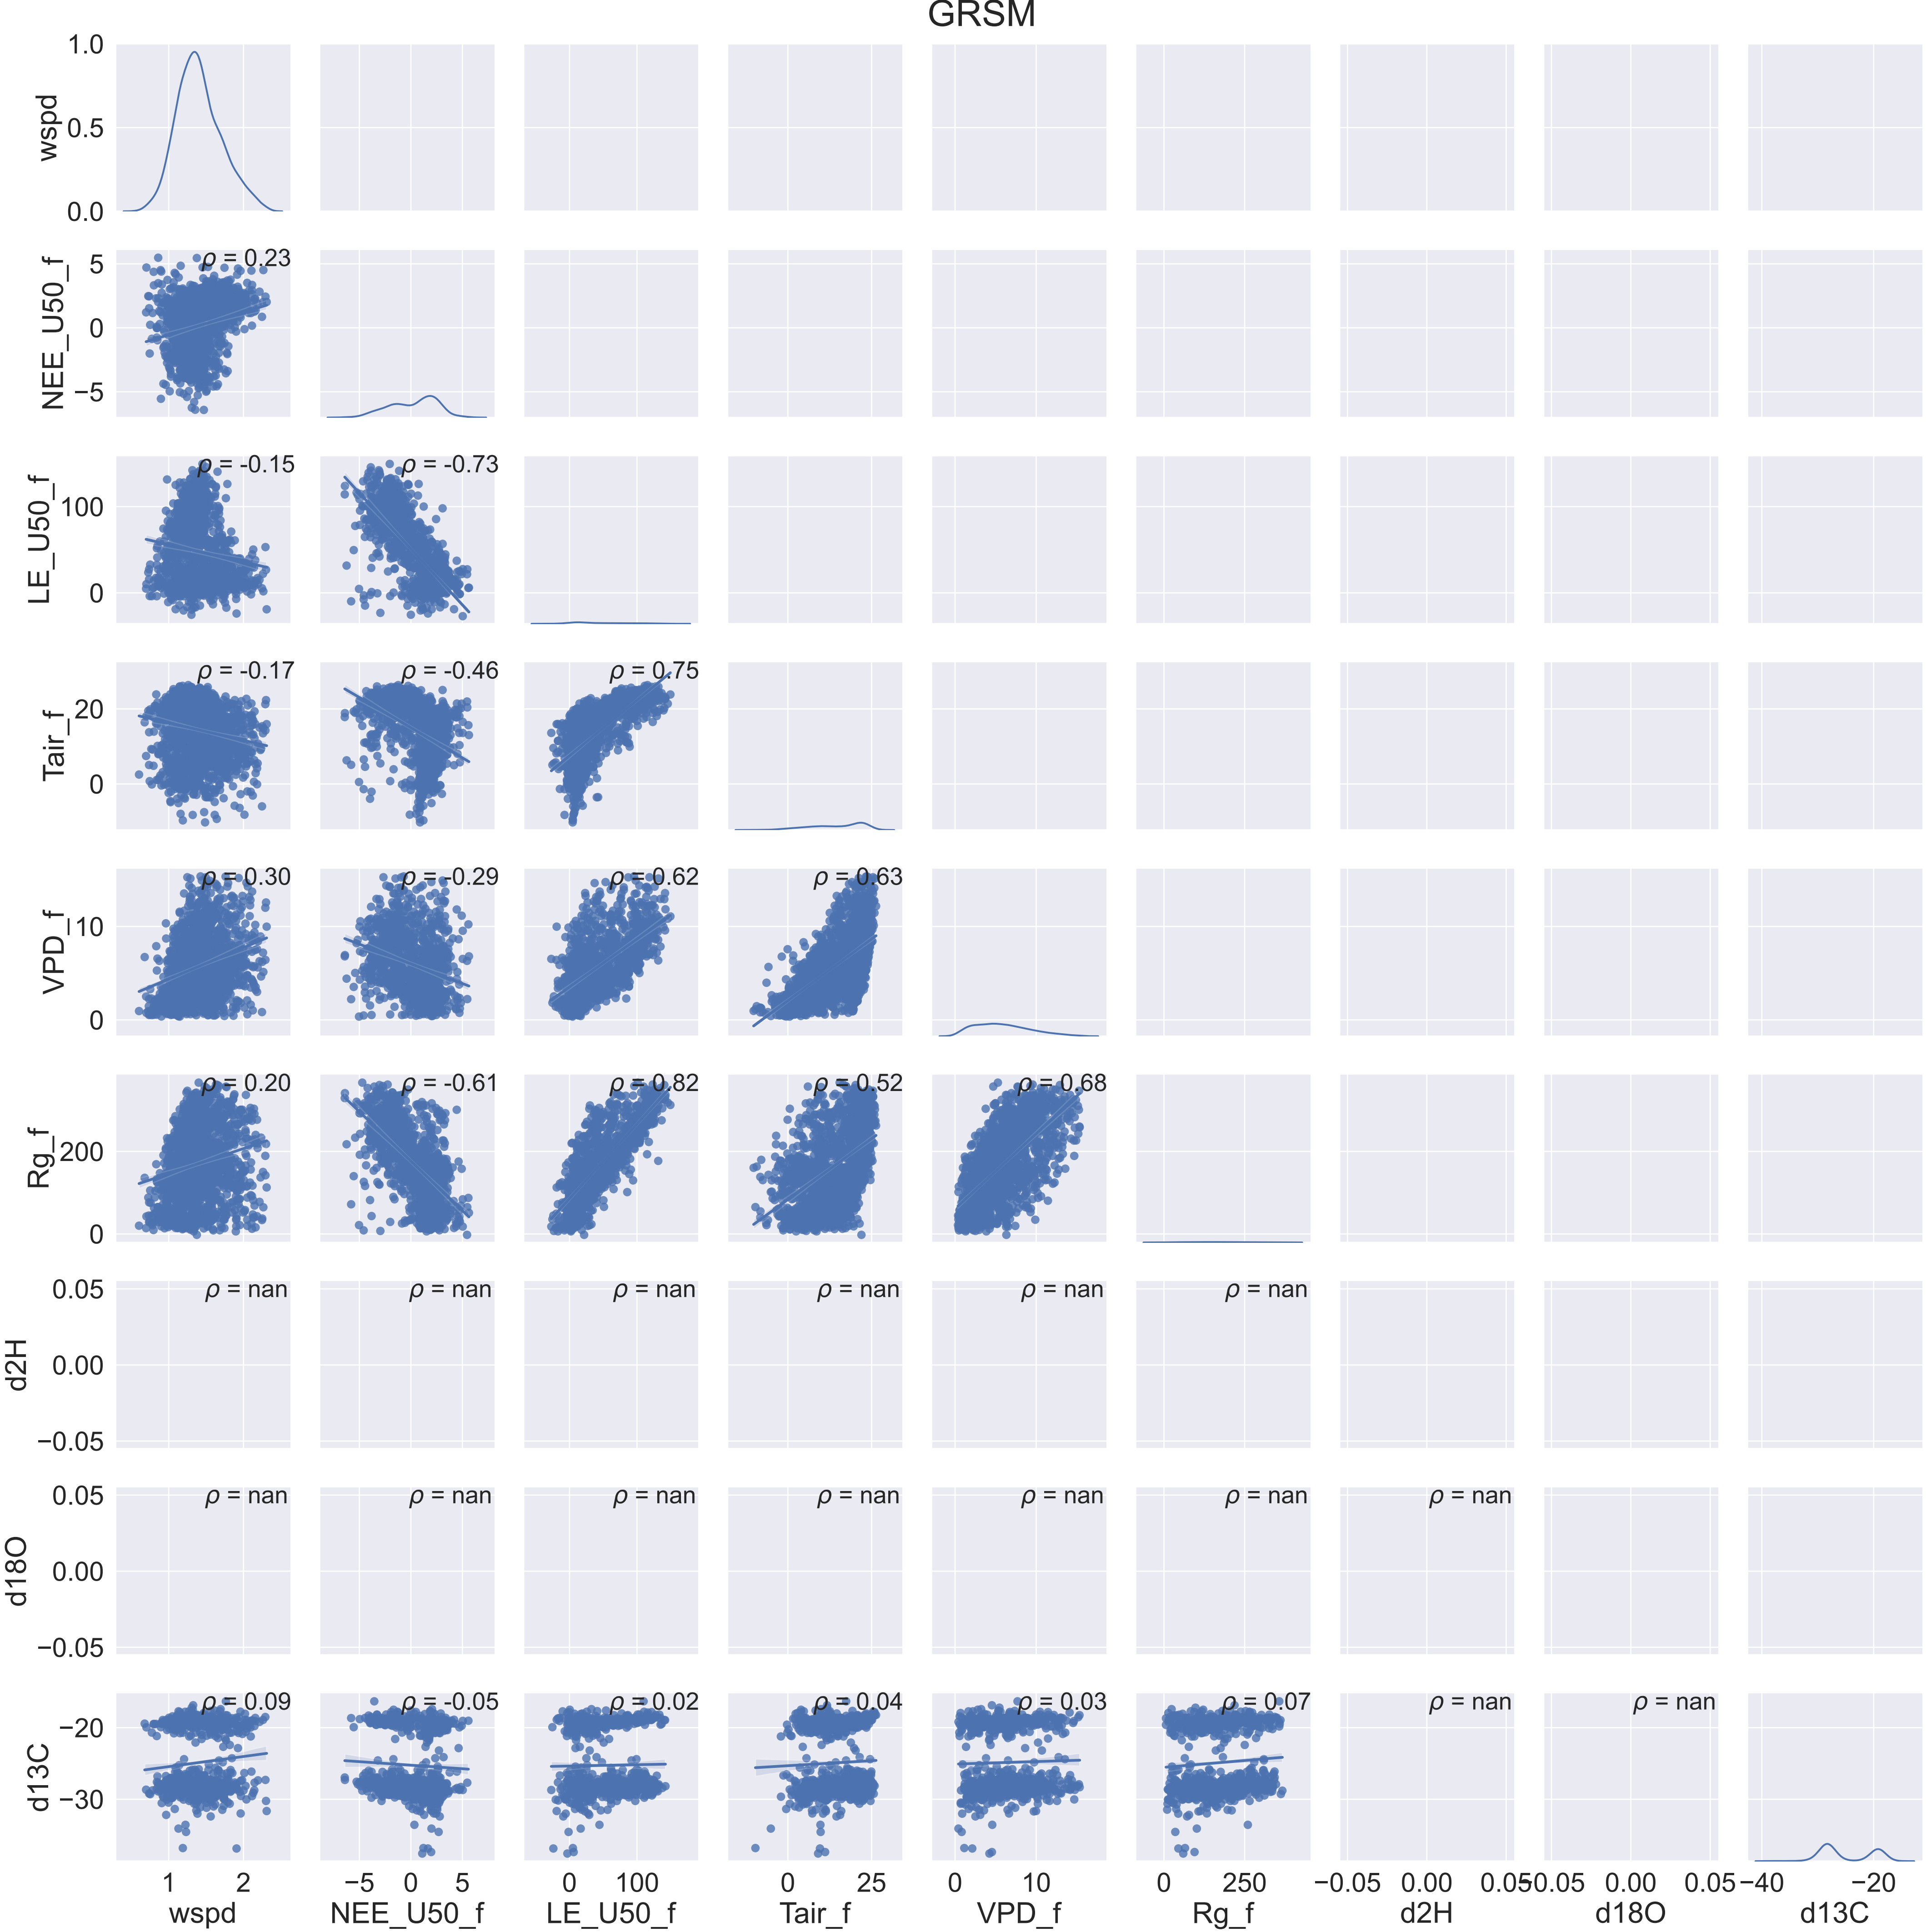 GRSM
1.0
0.5
0.0
wspd
5
0
−5
NEE_U50_f
ρ = 0.23
100
0
LE_U50_f
ρ = -0.15
ρ = -0.73
20
0
Tair_f
ρ = -0.17
ρ = -0.46
ρ = 0.75
10
0
VPD_f
ρ = 0.30
ρ = -0.29
ρ = 0.62
ρ = 0.63
200
0
Rg_f
ρ = 0.20
ρ = -0.61
ρ = 0.82
ρ = 0.52
ρ = 0.68
0.05
0.00
−0.05
d2H
ρ = nan
ρ = nan
ρ = nan
ρ = nan
ρ = nan
ρ = nan
0.05
0.00
−0.05
d18O
ρ = nan
ρ = nan
ρ = nan
ρ = nan
ρ = nan
ρ = nan
ρ = nan
−20
−30
d13C
ρ = 0.09
ρ = -0.05
ρ = 0.02
ρ = 0.04
ρ = 0.03
ρ = 0.07
ρ = nan
ρ = nan
1 2
−5 0 5
0 100
0 25
0 10
0 250
−0.05 0.00 0.05
−0.05 0.00 0.05
−40 −20
wspd
NEE_U50_f
LE_U50_f
Tair_f
VPD_f
Rg_f
d2H
d18O
d13C